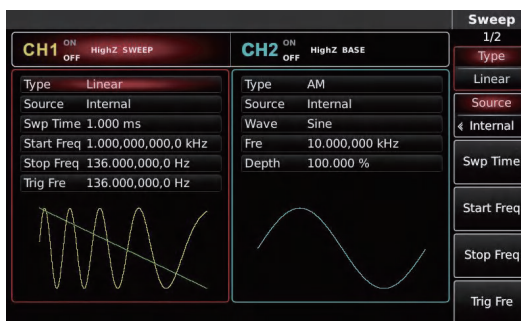 Sweep
1/2
CH1 ON OFF HighZ SWEEP
CH2 ON OFF HighZ BASE
Type Linear
Source Internal
Swp Time 1.000 ms
Start Freq 1.000,000,000,0 kHz
Stop Freq 136.000,000,0 Hz
Trig Fre 136.000,000,0 Hz
Type AM
Source Internal
Wave Sine
Fre 10.000,000 kHz
Depth 100.000 %
Type
Linear
Source
Internal
Swp Time
Start Freq
Stop Freq
Trig Fre